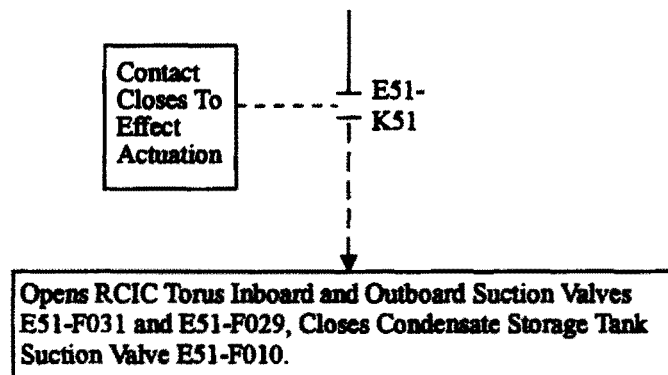 Contact
Closes To
Effect
Actuation
E51-
K51
Opens RCIC Torus Inboard and Outboard Suction Valves
E51-F031 and E51-F029, Closes Condensate Storage Tank
Suction Valve E51-F010.